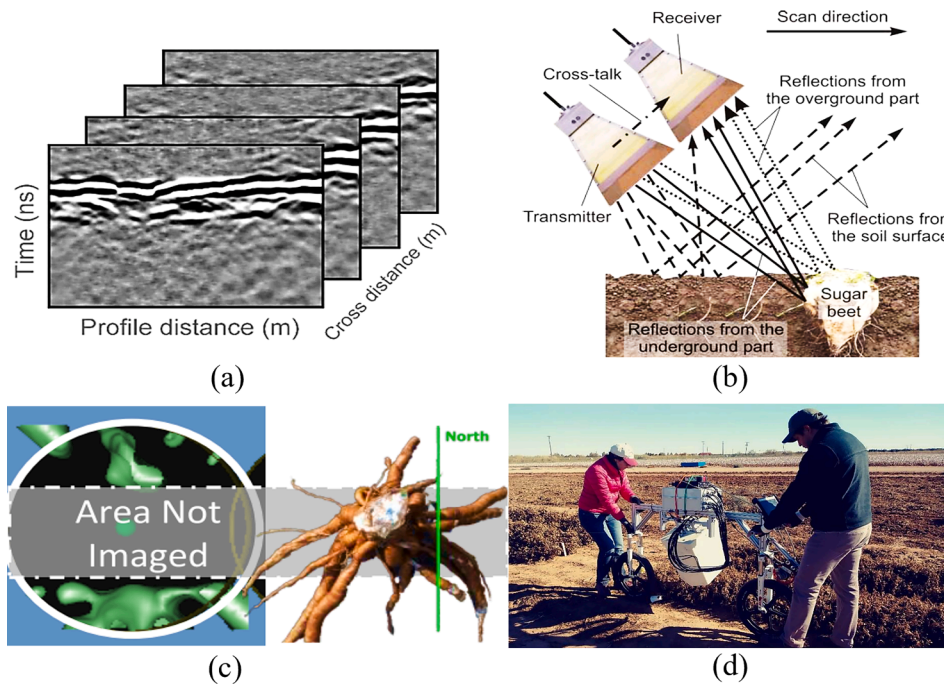 Time (ns)
Profile distance (m)
Cross distance (m)
(a)
Receiver
Scan direction
Cross-talk
Reflections from
the overground part
Transmitter
Reflections from
the soil surface
Sugar
beet
Reflections from the
underground part
(b)
Area Not
Imaged
North
(c)
(d)